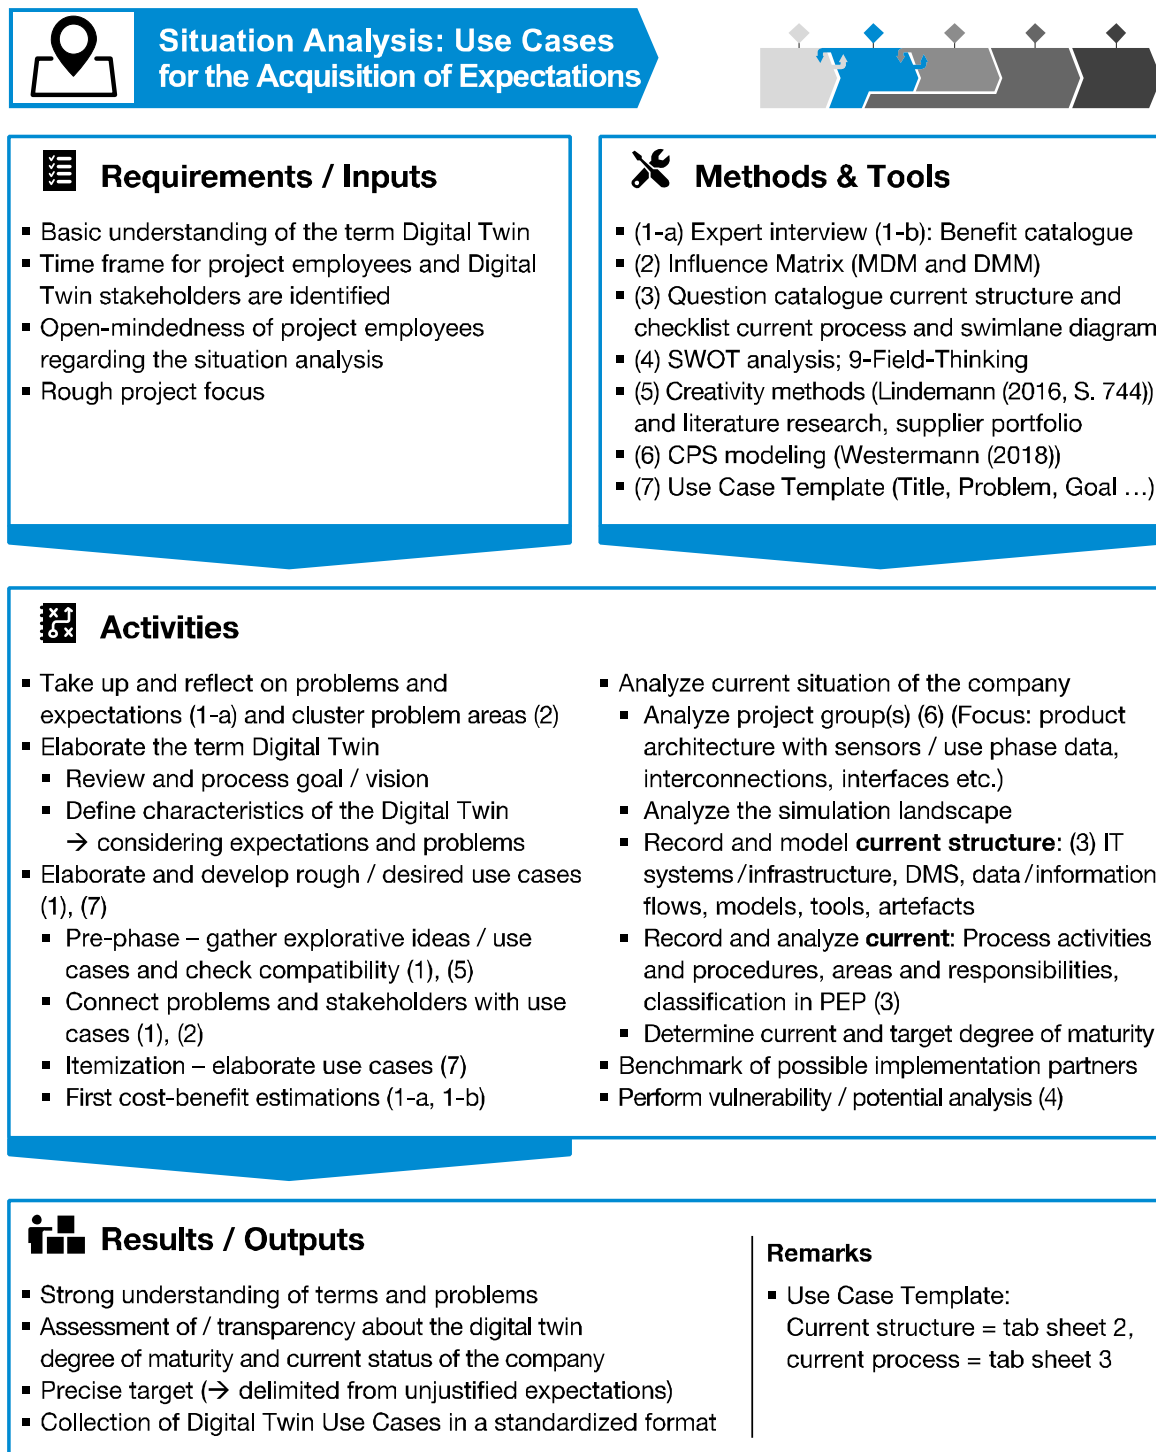 Situation Analysis: Use Cases
for the Acquisition of Expectations
Requirements / Inputs
▪ Basic understanding of the term Digital Twin
▪ Time frame for project employees and Digital
Twin stakeholders are identified
▪ Open-mindedness of project employees
regarding the situation analysis
▪ Rough project focus
Methods & Tools
▪ (1-a) Expert interview (1-b): Benefit catalogue
▪ (2) Influence Matrix (MDM and DMM)
▪ (3) Question catalogue current structure and
checklist current process and swimlane diagram
▪ (4) SWOT analysis; 9-Field-Thinking
▪ (5) Creativity methods (Lindemann (2016, S. 744))
and literature research, supplier portfolio
▪ (6) CPS modeling (Westermann (2018))
▪ (7) Use Case Template (Title, Problem, Goal ...)
Activities
▪ Take up and reflect on problems and
expectations (1-a) and cluster problem areas (2)
▪ Elaborate the term Digital Twin
▪ Review and process goal / vision
▪ Define characteristics of the Digital Twin
→ considering expectations and problems
▪ Elaborate and develop rough / desired use cases
(1), (7)
▪ Pre-phase – gather explorative ideas / use
cases and check compatibility (1), (5)
▪ Connect problems and stakeholders with use
cases (1), (2)
▪ Itemization – elaborate use cases (7)
▪ First cost-benefit estimations (1-a, 1-b)
▪ Analyze current situation of the company
▪ Analyze project group(s) (6) (Focus: product
architecture with sensors / use phase data,
interconnections, interfaces etc.)
▪ Analyze the simulation landscape
▪ Record and model current structure: (3) IT
systems / infrastructure, DMS, data / information
flows, models, tools, artefacts
▪ Record and analyze current: Process activities
and procedures, areas and responsibilities,
classification in PEP (3)
▪ Determine current and target degree of maturity
▪ Benchmark of possible implementation partners
▪ Perform vulnerability / potential analysis (4)
Results / Outputs
▪ Strong understanding of terms and problems
▪ Assessment of / transparency about the digital twin
degree of maturity and current status of the company
▪ Precise target (→ delimited from unjustified expectations)
▪ Collection of Digital Twin Use Cases in a standardized format
Remarks
▪ Use Case Template:
Current structure = tab sheet 2,
current process = tab sheet 3